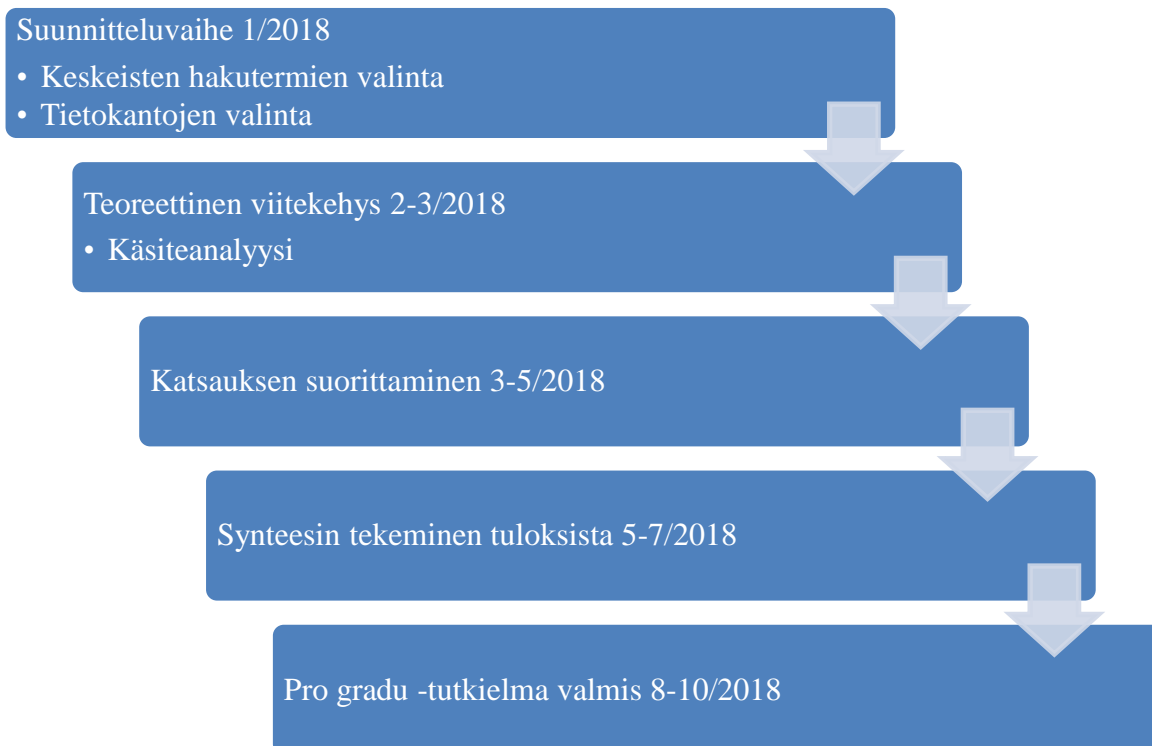 Suunnitteluvaihe 1/2018
• Keskeisten hakutermien valinta
• Tietokantojen valinta
Teoreettinen viitekehys 2-3/2018
• Käsiteanalyysi
Katsauksen suorittaminen 3-5/2018
Synteesin tekeminen tuloksista 5-7/2018
Pro gradu -tutkielma valmis 8-10/2018